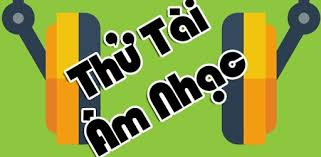 Thử Tài
Âm Nhạc